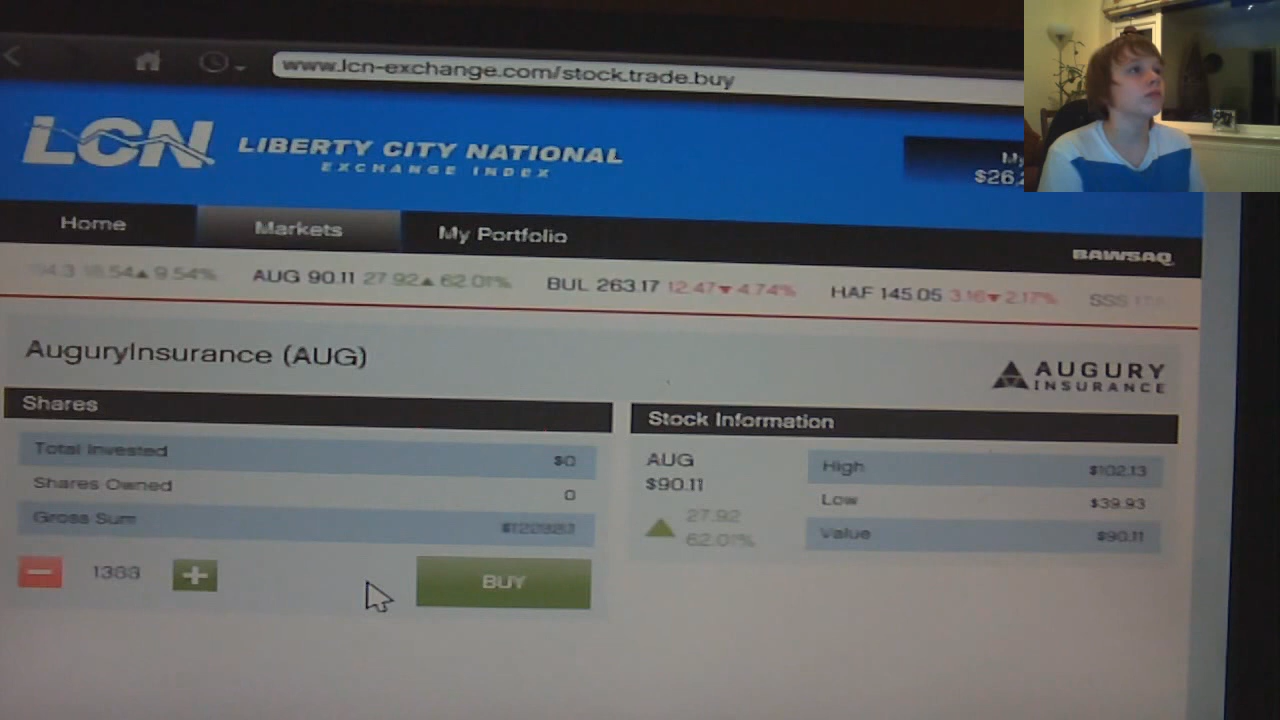 www.lcn-exchange.com/stock.trade.buy
LCN LIBERTY CITY NATIONAL
EXCHANGE INDEX
Home Markets My Portfolio
BAWSAQ
9.54% AUG 90.11 27.92 ▲ 62.01% BUL 263.17 12.47 ▼ 4.74% HAF 145.05 3.16 ▼ 2.17% SSS
AuguryInsurance (AUG)
AUGURY
INSURANCE
Shares
Total Invested $0
Shares Owned 0
Gross Sum
BUY
Stock Information
AUG
$90.11
27.92
62.01%
High $102.13
Low $39.93
Value $90.11